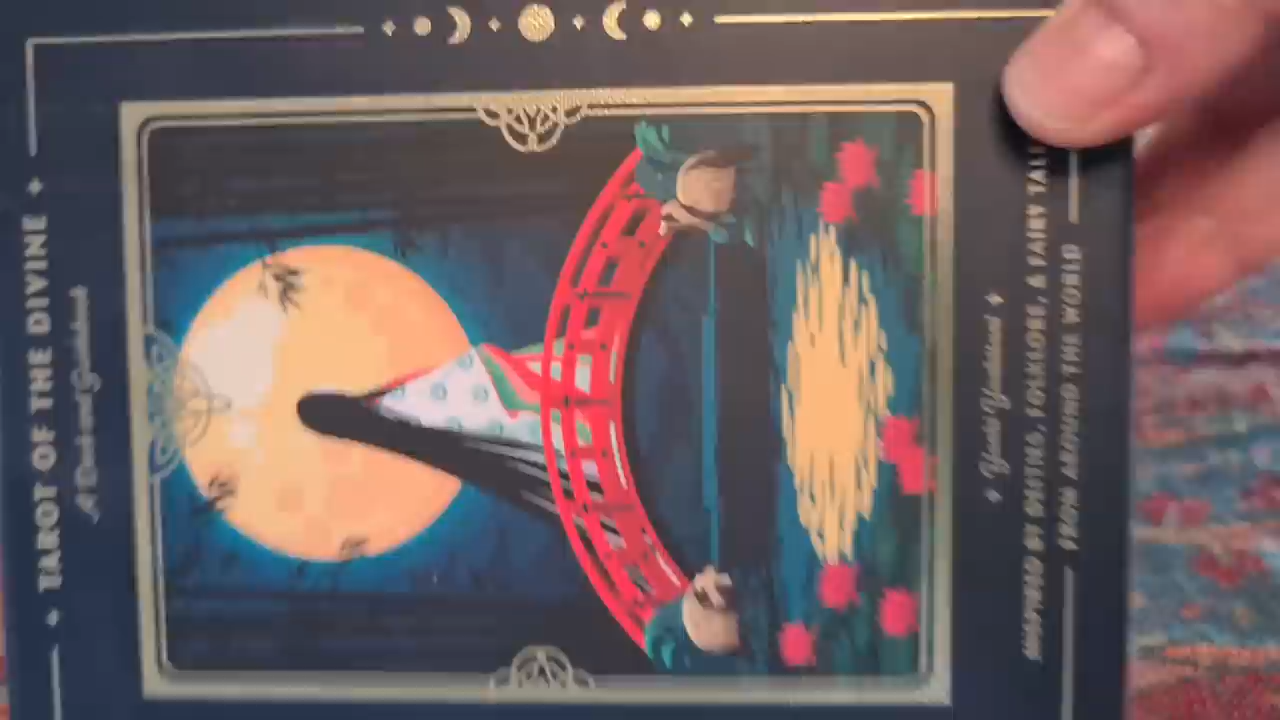 TAROT OF THE DIVINE
A Deck and Guidebook
Yoshi Yoshitani
INSPIRED BY DEITIES, FOLKLORE, & FAIRY TALES
FROM AROUND THE WORLD